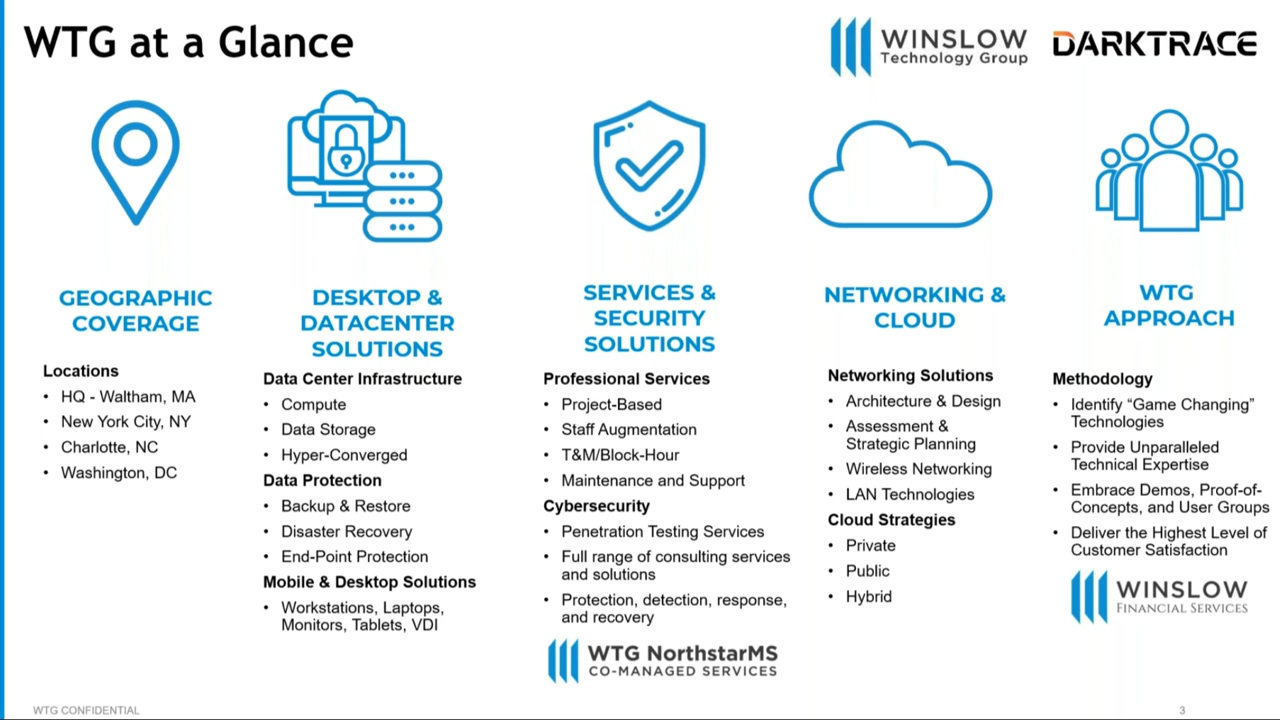 WTG at a Glance
WINSLOW
Technology Group
DARKTRACE
GEOGRAPHIC
COVERAGE
Locations
• HQ - Waltham, MA
• New York City, NY
• Charlotte, NC
• Washington, DC
DESKTOP &
DATACENTER
SOLUTIONS
Data Center Infrastructure
• Compute
• Data Storage
• Hyper-Converged
Data Protection
• Backup & Restore
• Disaster Recovery
• End-Point Protection
Mobile & Desktop Solutions
• Workstations, Laptops,
Monitors, Tablets, VDI
SERVICES &
SECURITY
SOLUTIONS
Professional Services
• Project-Based
• Staff Augmentation
• T&M/Block-Hour
• Maintenance and Support
Cybersecurity
• Penetration Testing Services
• Full range of consulting services
and solutions
• Protection, detection, response,
and recovery
WTG NorthstarMS
CO-MANAGED SERVICES
NETWORKING &
CLOUD
Networking Solutions
• Architecture & Design
• Assessment &
Strategic Planning
• Wireless Networking
• LAN Technologies
Cloud Strategies
• Private
• Public
• Hybrid
WTG
APPROACH
Methodology
• Identify “Game Changing”
Technologies
• Provide Unparalleled
Technical Expertise
• Embrace Demos, Proof-of-
Concepts, and User Groups
• Deliver the Highest Level of
Customer Satisfaction
WINSLOW
FINANCIAL SERVICES
WTG CONFIDENTIAL
3